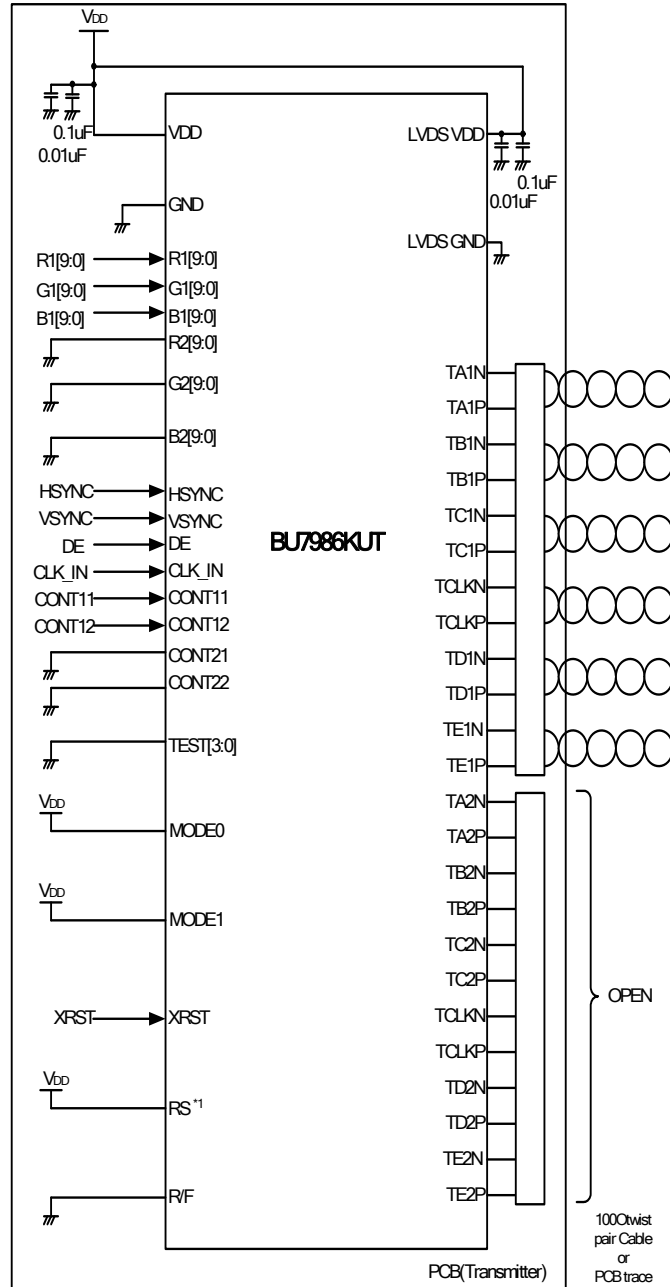 VDD
0.1uF
0.01uF
VDD
LVDS VDD
0.1uF
0.01uF
GND
LVDS GND
R1[9:0]
R1[9:0]
G1[9:0]
G1[9:0]
B1[9:0]
B1[9:0]
R2[9:0]
G2[9:0]
B2[9:0]
HSYNC
HSYNC
VSYNC
VSYNC
DE
DE
CLK_IN
CLK_IN
CONT11
CONT11
CONT12
CONT12
CONT21
CONT22
TEST[3:0]
VDD
MODE0
VDD
MODE1
XRST
XRST
VDD
RS *1
R/F
BU7986KUT
TA1N
TA1P
TB1N
TB1P
TC1N
TC1P
TCLKN
TCLKP
TD1N
TD1P
TE1N
TE1P
TA2N
TA2P
TB2N
TB2P
TC2N
TC2P
TCLKN
TCLKP
TD2N
TD2P
TE2N
TE2P
OPEN
PCB(Transmitter)
100Otwist
pair Cable
or
PCB trace